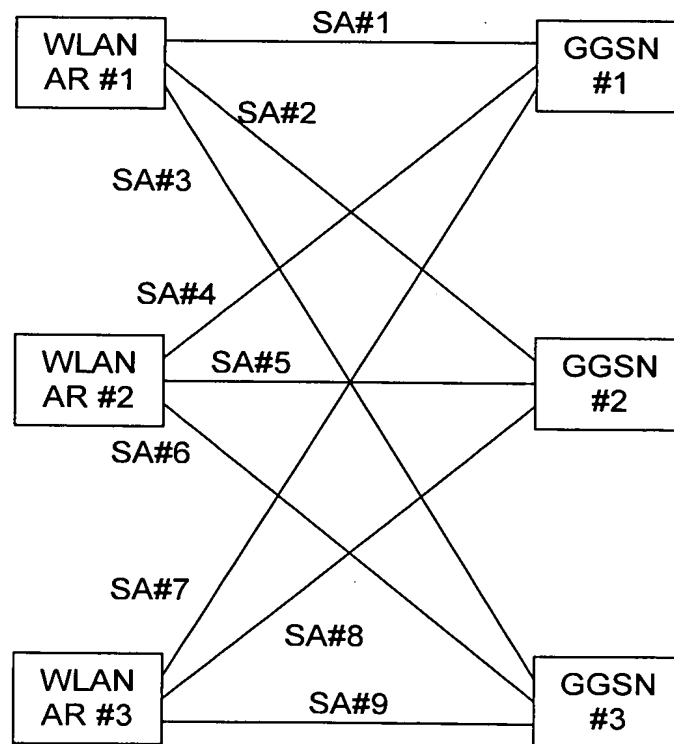 SA#1
WLAN
AR #1
GGSN
#1
SA#2
SA#3
SA#4
WLAN
AR #2
SA#5
GGSN
#2
SA#6
SA#7
SA#8
WLAN
AR #3
SA#9
GGSN
#3